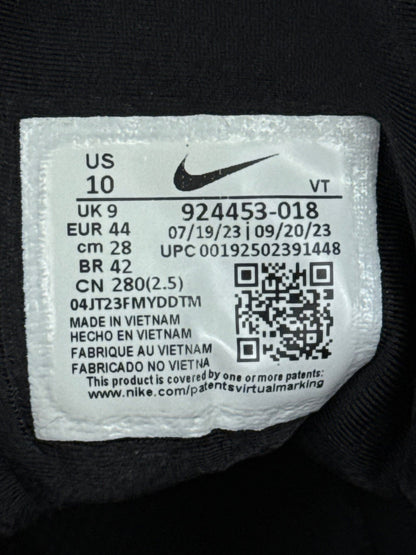 US
10
VT
UK 9
924453-018
EUR 44
07/19/23 | 09/20/23
cm 28
UPC 00192502391448
BR 42
CN 280(2.5)
04JT23FMYDDTM
MADE IN VIETNAM
HECHO EN VIETNAM
FABRIQUE AU VIETNAM
FABRICADO NO VIETNA
This product is covered by one or more patents:
www.nike.com/patentsvirtualmarking